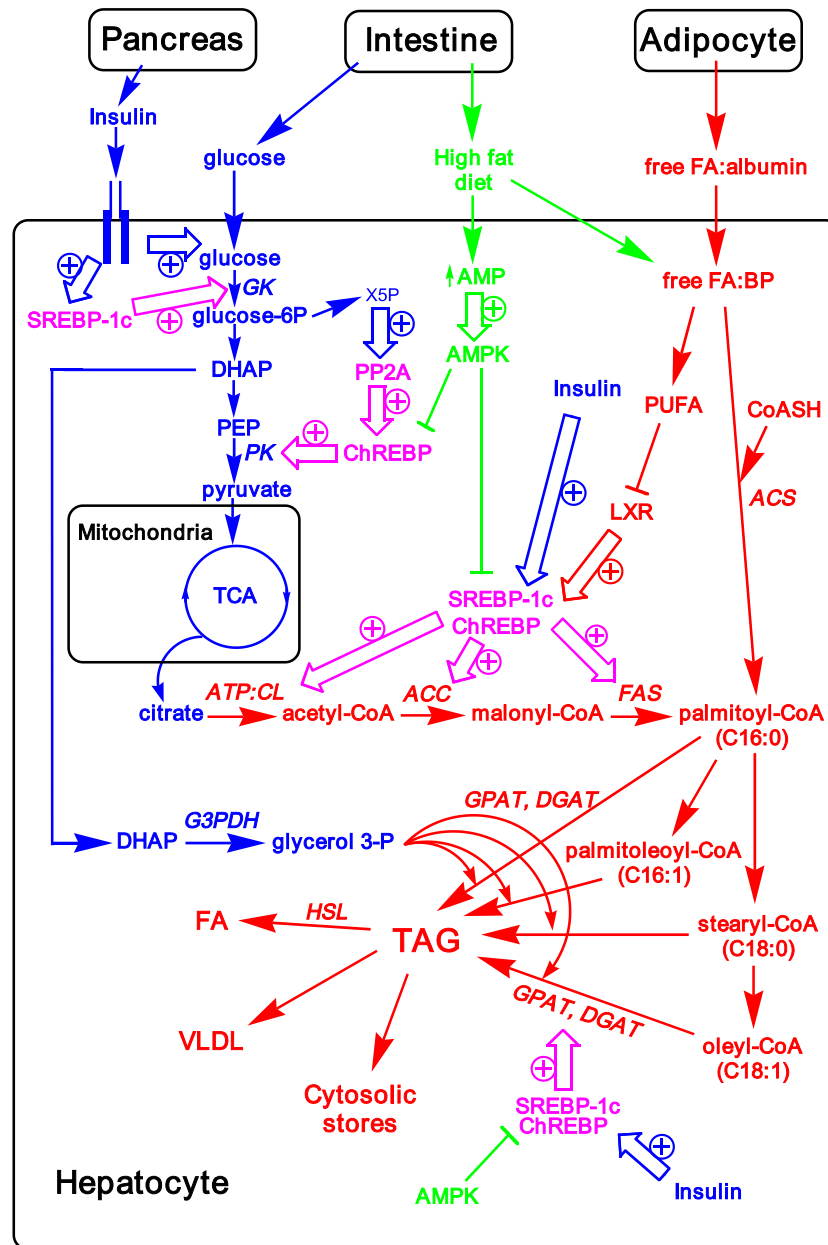 Pancreas
Intestine
Adipocyte
Insulin
glucose
High fat
diet
free FA:albumin
glucose
AMP
free FA:BP
GK
SREBP-1c
glucose-6P
X5P
AMPK
DHAP
PP2A
Insulin
PUFA
CoASH
PEP
PK
ChREBP
pyruvate
ACS
LXR
Mitochondria
TCA
SREBP-1c
ChREBP
ATP:CL
ACC
FAS
citrate
acetyl-CoA
malonyl-CoA
palmitoyl-CoA
(C16:0)
GPAT, DGAT
G3PDH
DHAP
glycerol 3-P
palmitoleoyl-CoA
(C16:1)
FA
HSL
TAG
stearyl-CoA
(C18:0)
GPAT, DGAT
VLDL
oleyl-CoA
(C18:1)
Cytosolic
stores
SREBP-1c
ChREBP
Hepatocyte
AMPK
Insulin